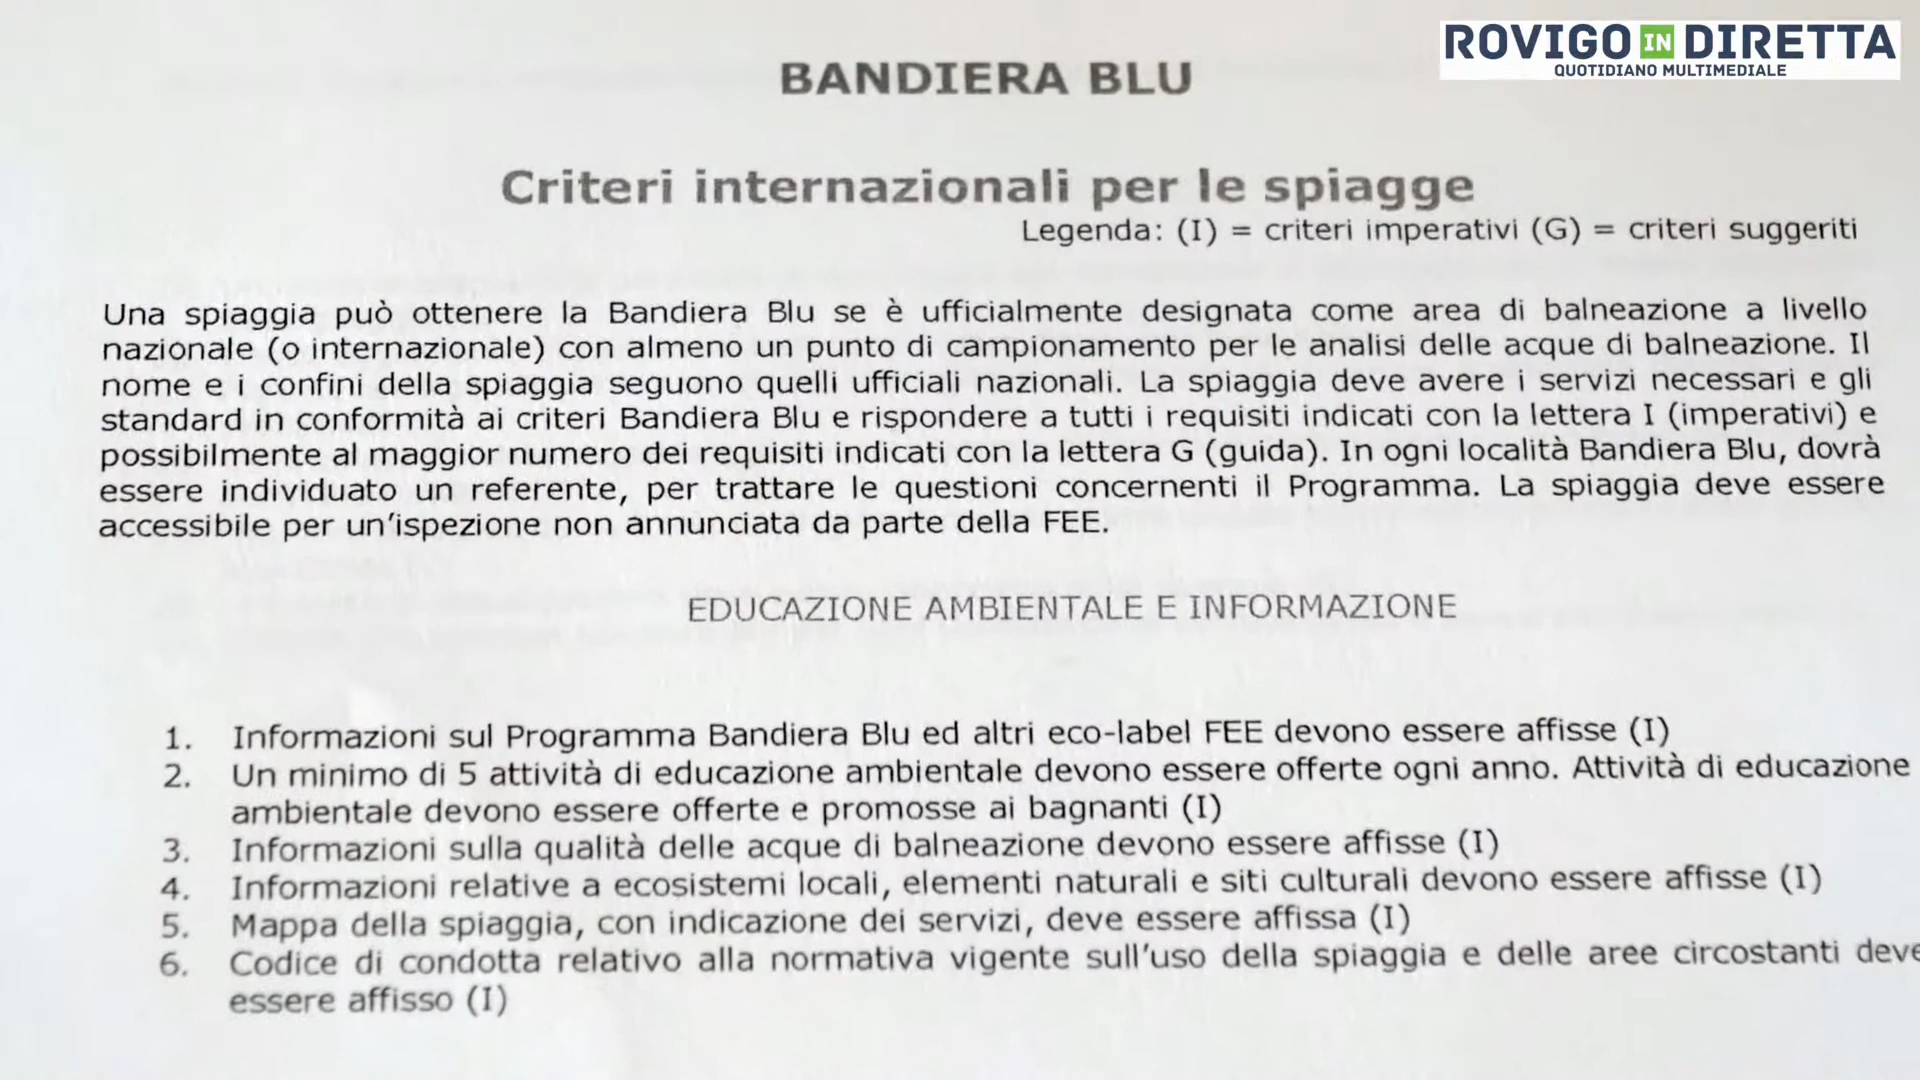 ROVIGO IN DIRETTA
QUOTIDIANO MULTIMEDIALE
BANDIERA BLU
Criteri internazionali per le spiagge
Legenda: (I) = criteri imperativi (G) = criteri suggeriti
Una spiaggia può ottenere la Bandiera Blu se è ufficialmente designata come area di balneazione a livello
nazionale (o internazionale) con almeno un punto di campionamento per le analisi delle acque di balneazione. Il
nome e i confini della spiaggia seguono quelli ufficiali nazionali. La spiaggia deve avere i servizi necessari e gli
standard in conformità ai criteri Bandiera Blu e rispondere a tutti i requisiti indicati con la lettera I (imperativi) e
possibilmente al maggior numero dei requisiti indicati con la lettera G (guida). In ogni località Bandiera Blu, dovrà
essere individuato un referente, per trattare le questioni concernenti il Programma. La spiaggia deve essere
accessibile per un'ispezione non annunciata da parte della FEE.
EDUCAZIONE AMBIENTALE E INFORMAZIONE
1. Informazioni sul Programma Bandiera Blu ed altri eco-label FEE devono essere affisse (I)
2. Un minimo di 5 attività di educazione ambientale devono essere offerte ogni anno. Attività di educazione
ambientale devono essere offerte e promosse ai bagnanti (I)
3. Informazioni sulla qualità delle acque di balneazione devono essere affisse (I)
4. Informazioni relative a ecosistemi locali, elementi naturali e siti culturali devono essere affisse (I)
5. Mappa della spiaggia, con indicazione dei servizi, deve essere affissa (I)
6. Codice di condotta relativo alla normativa vigente sull'uso della spiaggia e delle aree circostanti deve
essere affisso (I)